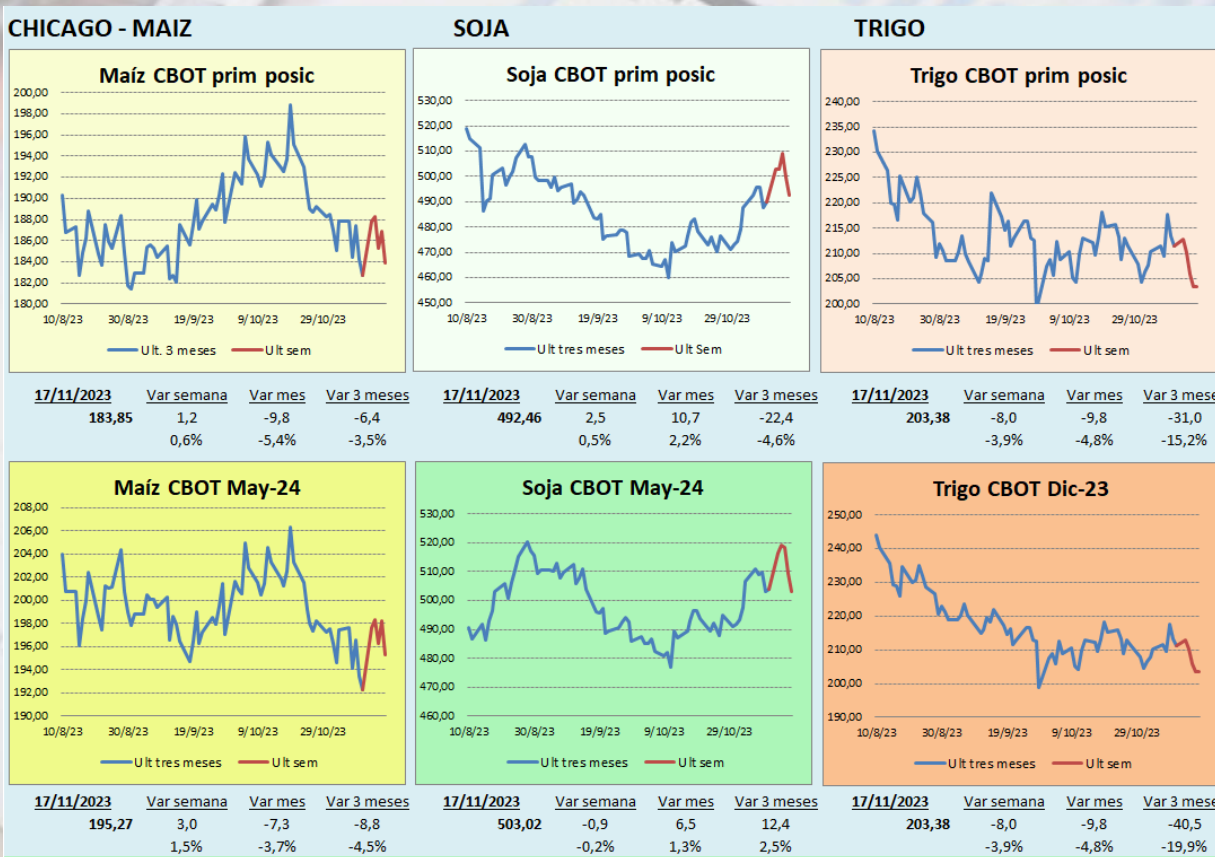 CHICAGO - MAIZ SOJA TRIGO
Maíz CBOT prim posic
200,00
198,00
196,00
194,00
192,00
190,00
188,00
186,00
184,00
182,00
180,00
10/8/23 30/8/23 19/9/23 9/10/23 29/10/23
Ult. 3 meses Ult sem
Soja CBOT prim posic
530,00
520,00
510,00
500,00
490,00
480,00
470,00
460,00
450,00
10/8/23 30/8/23 19/9/23 9/10/23 29/10/23
Ult tres meses Ult Sem
Trigo CBOT prim posic
240,00
235,00
230,00
225,00
220,00
215,00
210,00
205,00
200,00
10/8/23 30/8/23 19/9/23 9/10/23 29/10/23
Ult tres meses Ult sem
17/11/2023 Var semana Var mes Var 3 meses
183,85 1,2 -9,8 -6,4
0,6% -5,4% -3,5%
17/11/2023 Var semana Var mes Var 3 meses
492,46 2,5 10,7 -22,4
0,5% 2,2% -4,6%
17/11/2023 Var semana Var mes Var 3 mese
203,38 -8,0 -9,8 -31,0
-3,9% -4,8% -15,2%
Maíz CBOT May-24
208,00
206,00
204,00
202,00
200,00
198,00
196,00
194,00
192,00
190,00
10/8/23 30/8/23 19/9/23 9/10/23 29/10/23
Ult tres meses Ult sem
Soja CBOT May-24
530,00
520,00
510,00
500,00
490,00
480,00
470,00
460,00
10/8/23 30/8/23 19/9/23 9/10/23 29/10/23
Ult tres meses Ult sem
Trigo CBOT Dic-23
250,00
240,00
230,00
220,00
210,00
200,00
190,00
10/8/23 30/8/23 19/9/23 9/10/23 29/10/23
Ult tres meses Ult sem
17/11/2023 Var semana Var mes Var 3 meses
195,27 3,0 -7,3 -8,8
1,5% -3,7% -4,5%
17/11/2023 Var semana Var mes Var 3 meses
503,02 -0,9 6,5 12,4
-0,2% 1,3% 2,5%
17/11/2023 Var semana Var mes Var 3 mese
203,38 -8,0 -9,8 -40,5
-3,9% -4,8% -19,9%